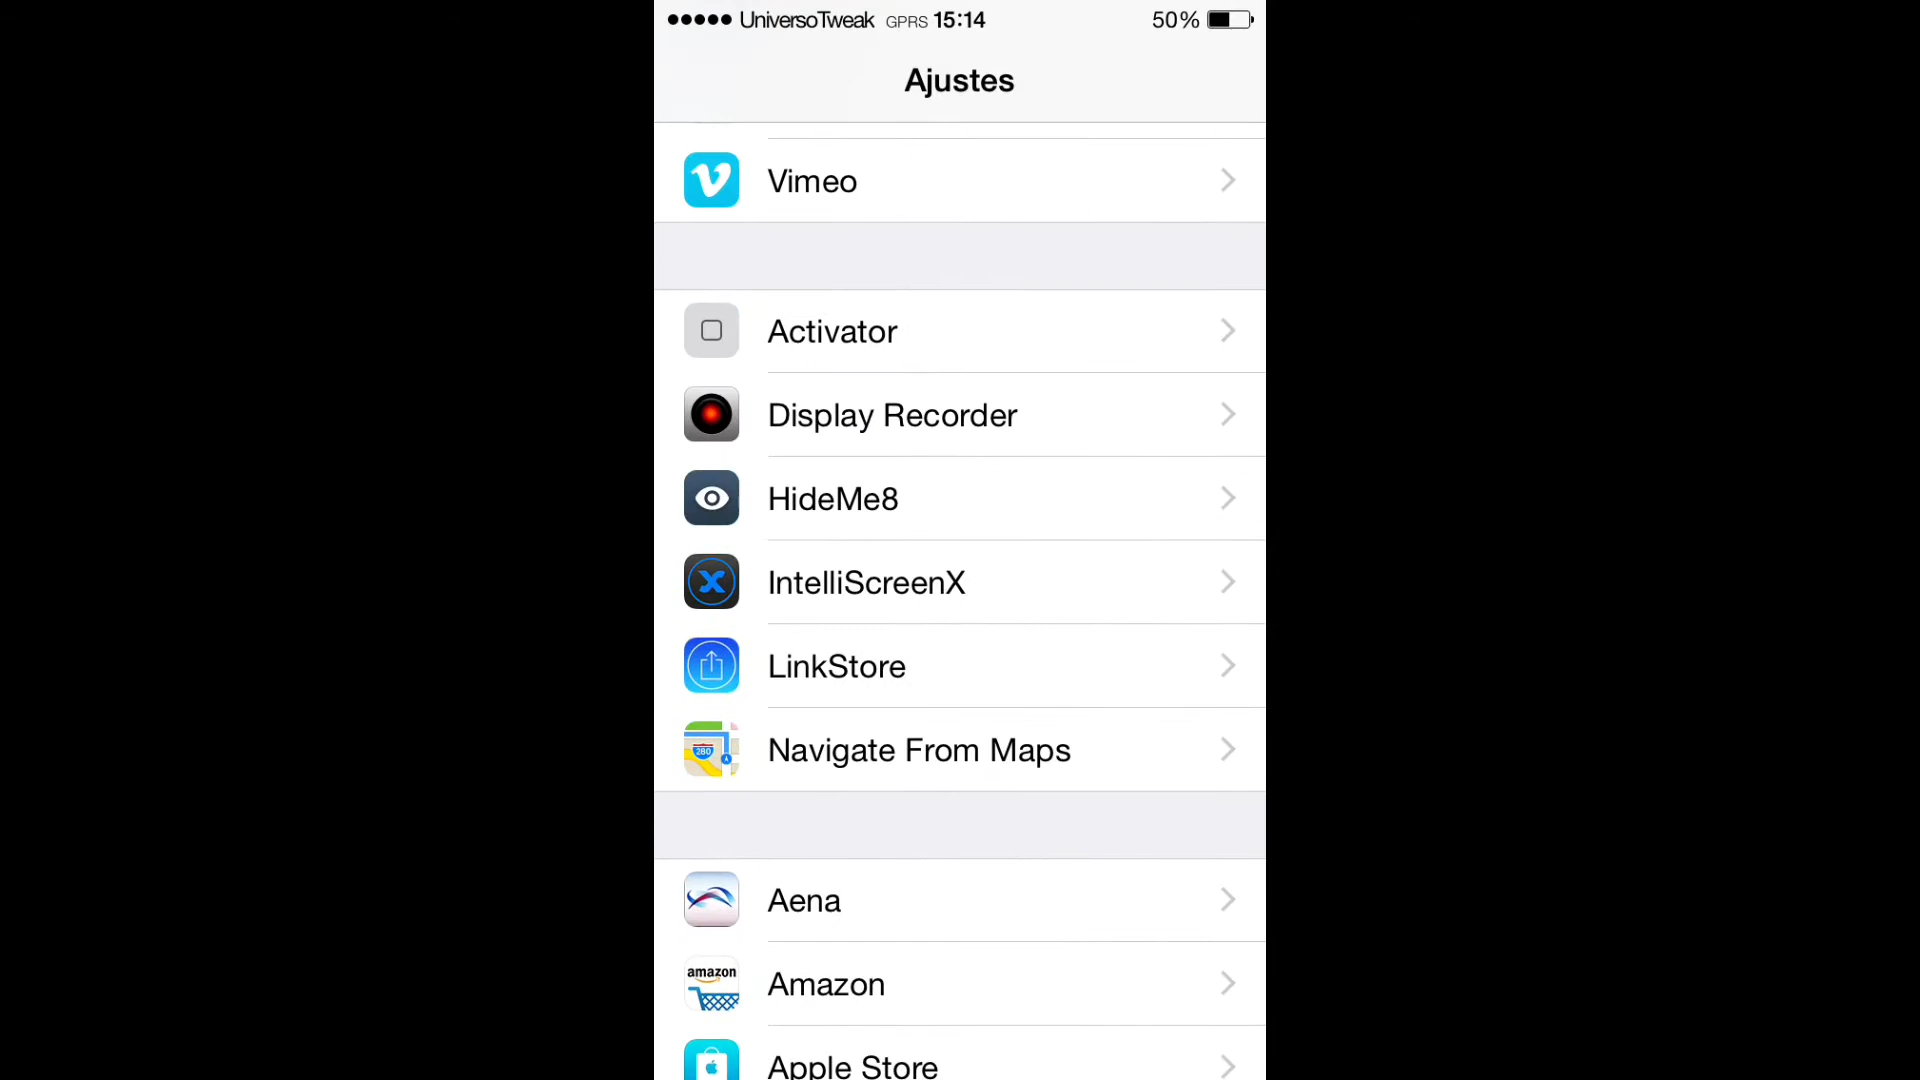 UniversoTweak GPRS 15:14 50%
Ajustes
Vimeo
Activator
Display Recorder
HideMe8
IntelliScreenX
LinkStore
280
Navigate From Maps
Aena
amazon
Amazon
Apple Store